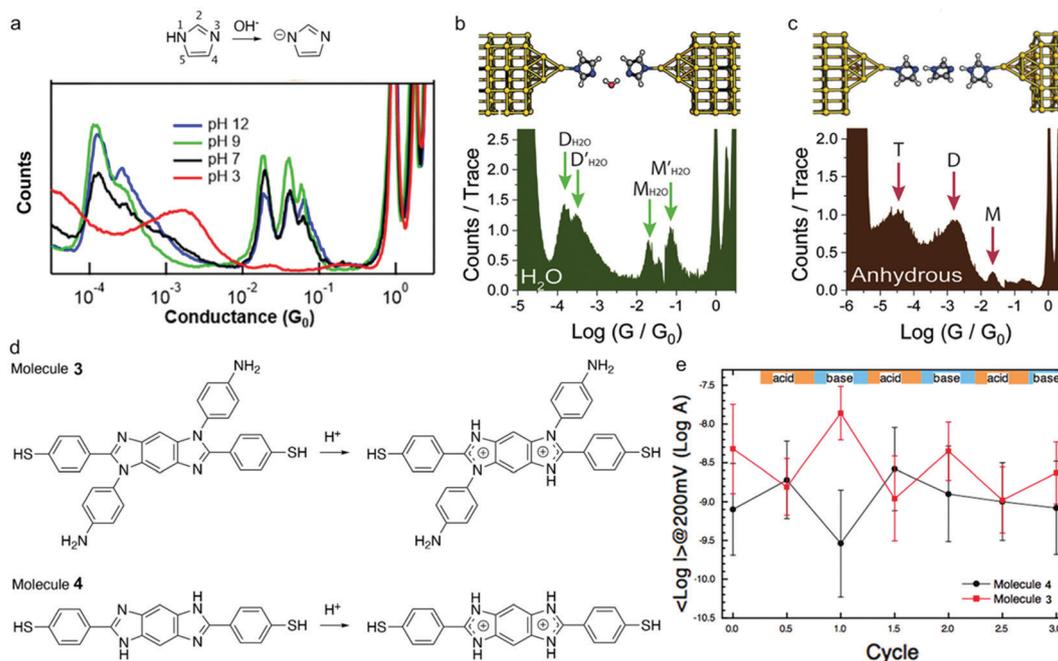 a
1
2
3
HN
N
5
4
OH⁻
⊖N
N
Counts
pH 12
pH 9
pH 7
pH 3
10⁻⁴
10⁻³
10⁻²
10⁻¹
10⁰
Conductance (G₀)
b
Counts / Trace
2.5
2.0
1.5
1.0
0.5
0.0
D_H2O
D'_H2O
M_H2O
M'_H2O
H₂O
-5
-4
-3
-2
-1
0
Log (G / G₀)
c
Counts / Trace
2.5
2.0
1.5
1.0
0.5
0.0
T
D
M
Anhydrous
-6
-5
-4
-3
-2
-1
0
Log (G / G₀)
d
Molecule 3
NH₂
N
N
HS
SH
N
N
H₂N
H⁺
NH₂
H
N
N
HS
⊕
⊕
SH
N
N
H
H₂N
Molecule 4
H
N
N
HS
SH
N
N
H
H⁺
H
H
N
N
HS
⊕
⊕
SH
N
N
H
H
e
acid
base
acid
base
acid
base
<Log I>@200mV (Log A)
-7.5
-8.0
-8.5
-9.0
-9.5
-10.0
-10.5
Molecule 4
Molecule 3
0.0
0.5
1.0
1.5
2.0
2.5
3.0
Cycle